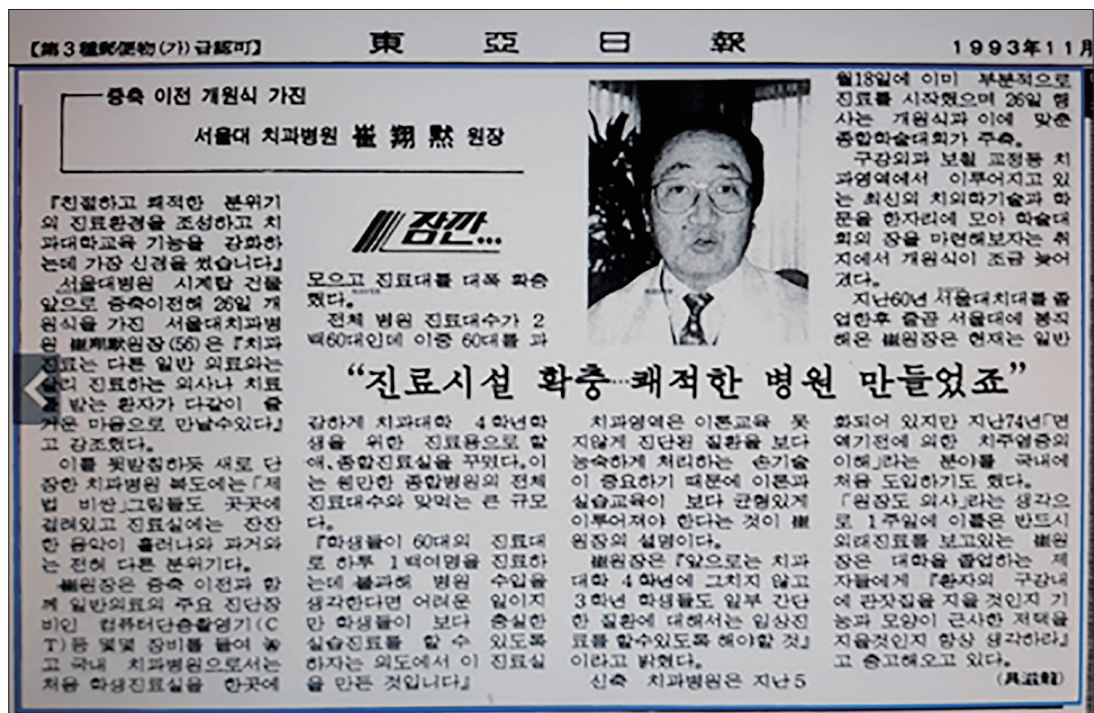 【第3種郵便物(가)급認可】
東亞日報
1993年11月
증축 이전 개원식 가진
서울대 치과병원 崔翔黙 원장
『친절하고 쾌적한 분위기
의 진료환경을 조성하고 치
과대학교육 기능을 강화하
는데 가장 신경을 썼습니다』
서울대병원 시계탑 건물
앞으로 증축이전해 26일 개
원식을 가진 서울대치과병
원 崔翔默원장(56)은 『치과
진료는 다른 일반 의료와는
달리 진료하는 의사나 치료
를 받는 환자가 다같이 즐
거운 마음으로 만날수있다』
고 강조했다.
이를 뒷받침하듯 새로 단
장한 치과병원 복도에는 「제
법 비싼」그림들도 곳곳에
걸려있고 진료실에는 잔잔
한 음악이 흘러나와 과거와
는 전혀 다른 분위기다.
崔원장은 증축 이전과 함
께 일반의료의 주요 진단장
비인 컴퓨터단층촬영기(C
T)등 몇몇 장비를 들여 놓
고 국내 치과병원으로서는
처음 학생진료실을 한곳에
잠깐...
모으고 진료대를 대폭 확충
했다.
전체 병원 진료대수가 2
백60대인데 이중 60대를 과
“진료시설 확충…쾌적한 병원 만들었죠”
감하게 치과대학 4학년학
생을 위한 진료용으로 할
애,종합진료실을 꾸몄다.이
는 웬만한 종합병원의 전체
진료대수와 맞먹는 큰 규모
다.
『학생들이 60대의 진료대
로 하루 1백여명을 진료하
는데 불과해 병원 수입을
생각한다면 어려운 일이지
만 학생들이 보다 충실한
실습진료를 할 수 있도록
하자는 의도에서 이 진료실
을 만든 것입니다』
치과영역은 이론교육 못
지않게 진단된 질환을 보다
능숙하게 처리하는 손기술
이 중요하기 때문에 이론과
실습교육이 보다 균형있게
이루어져야 한다는 것이 崔
원장의 설명이다.
崔원장은 『앞으로는 치과
대학 4학년에 그치지 않고
3학년 학생들도 일부 간단
한 질환에 대해서는 임상진
료를 할수있도록 해야할 것』
이라고 밝혔다.
신축 치과병원은 지난 5
월18일에 이미 부분적으로
진료를 시작했으며 26일 행
사는 개원식과 이에 맞춘
종합학술대회가 주축.
구강외과 보철 교정등 치
과영역에서 이루어지고 있
는 최신의 치의학기술과 학
문을 한자리에 모아 학술대
회의 장을 마련해보자는 취
지에서 개원식이 조금 늦어
졌다.
지난60년 서울대치대를 졸
업한후 줄곧 서울대에 봉직
해온 崔원장은 현재는 일반
화되어 있지만 지난74년「면
역기전에 의한 치주염증의
이해」라는 분야를 국내에
처음 도입하기도 했다.
「원장도 의사」라는 생각으
로 1주일에 이틀은 반드시
외래진료를 보고있는 崔원
장은 대학을 졸업하는 제
자들에게 『환자의 구강내
에 판잣집을 지을 것인지 기
능과 모양이 근사한 저택을
지을것인지 항상 생각하라』
고 충고해오고 있다.